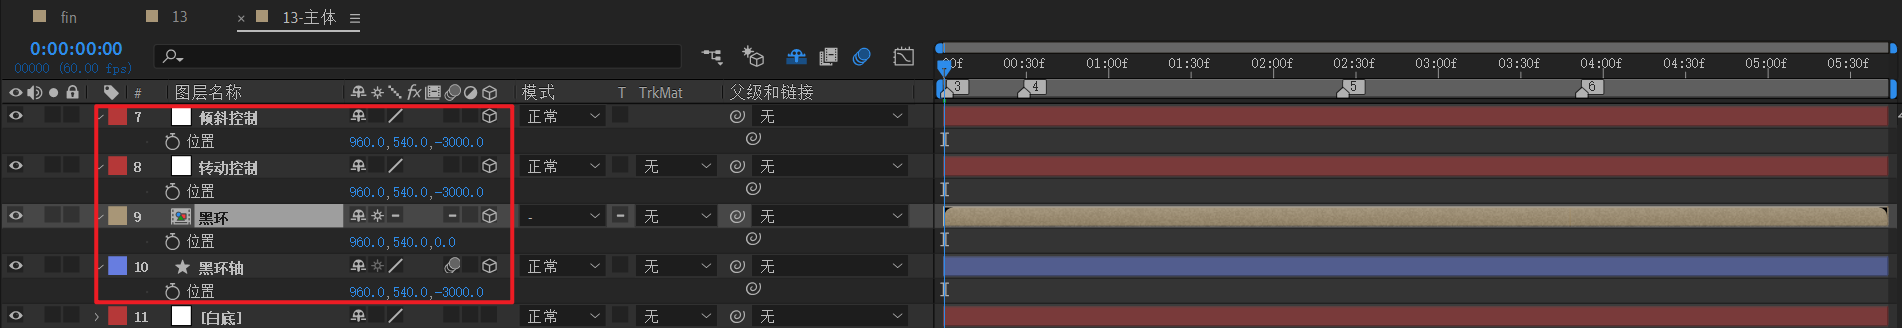 fin 13 × 13-主体
0:00:00:00
00000 (60.00 fps)
00f 00:30f 01:00f 01:30f 02:00f 02:30f 03:00f 03:30f 04:00f 04:30f 05:00f 05:30f
# 图层名称 fx 模式 T TrkMat 父级和链接 3 4 5 6
7 倾斜控制 正常 无
位置 960.0,540.0,-3000.0
8 转动控制 正常 无 无
位置 960.0,540.0,-3000.0
9 黑环 - 无 无
位置 960.0,540.0,0.0
10 黑环轴 正常 无 无
位置 960.0,540.0,-3000.0
11 [白底] 正常 无 无